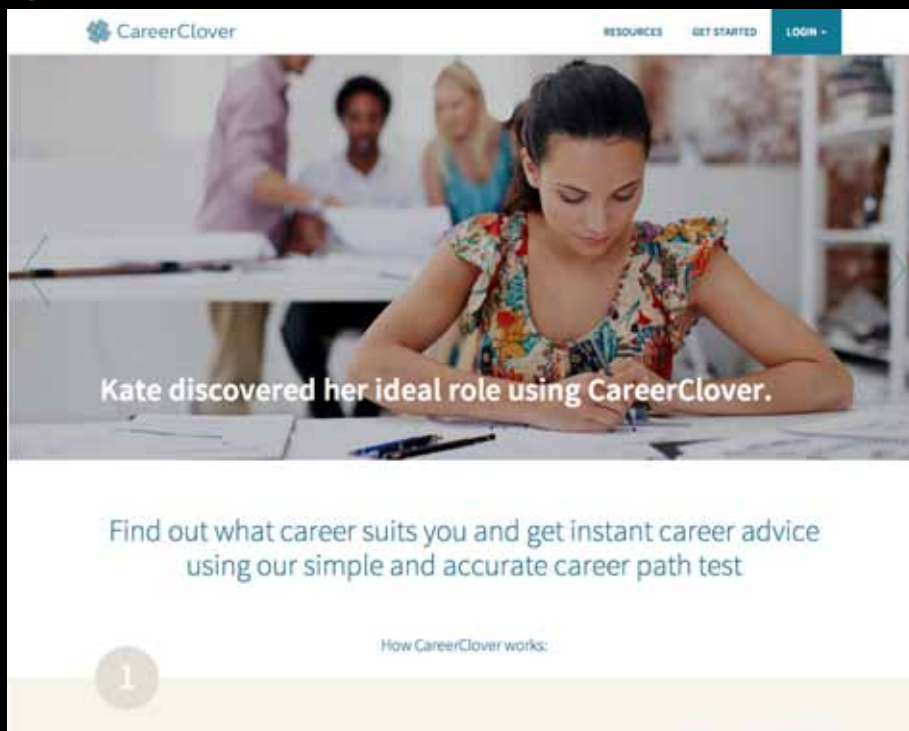 CareerClover
RESOURCES GET STARTED LOGIN
Kate discovered her ideal role using CareerClover.
Find out what career suits you and get instant career advice
using our simple and accurate career path test
How CareerClover works:
1